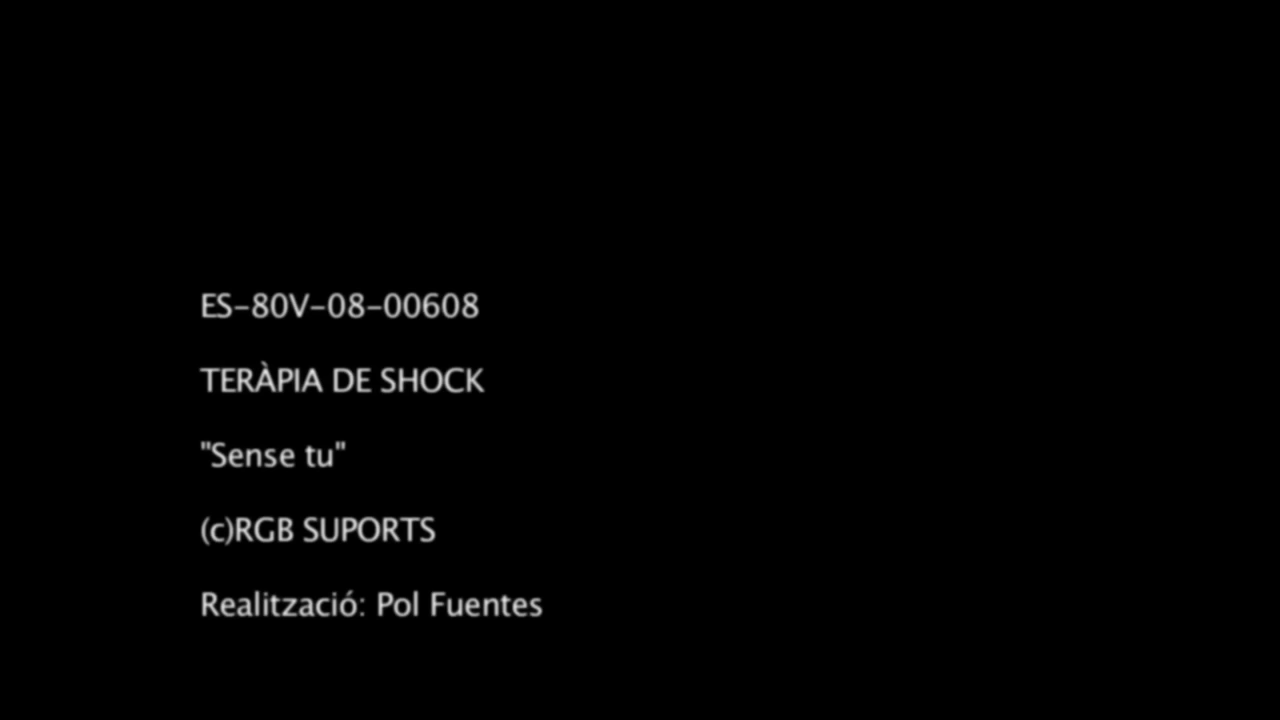 ES-80V-08-00608
TERÀPIA DE SHOCK
"Sense tu"
(c)RGB SUPORTS
Realització: Pol Fuentes